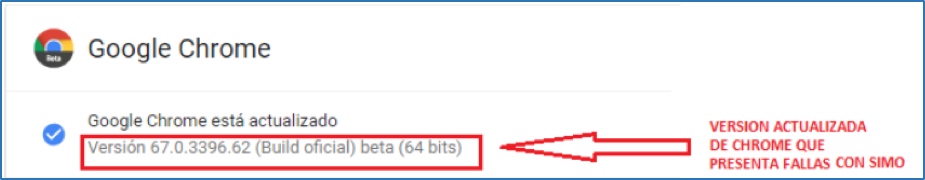 Beta
Google Chrome
Google Chrome está actualizado
Versión 67.0.3396.62 (Build oficial) beta (64 bits)
VERSION ACTUALIZADA
DE CHROME QUE
PRESENTA FALLAS CON SIMO